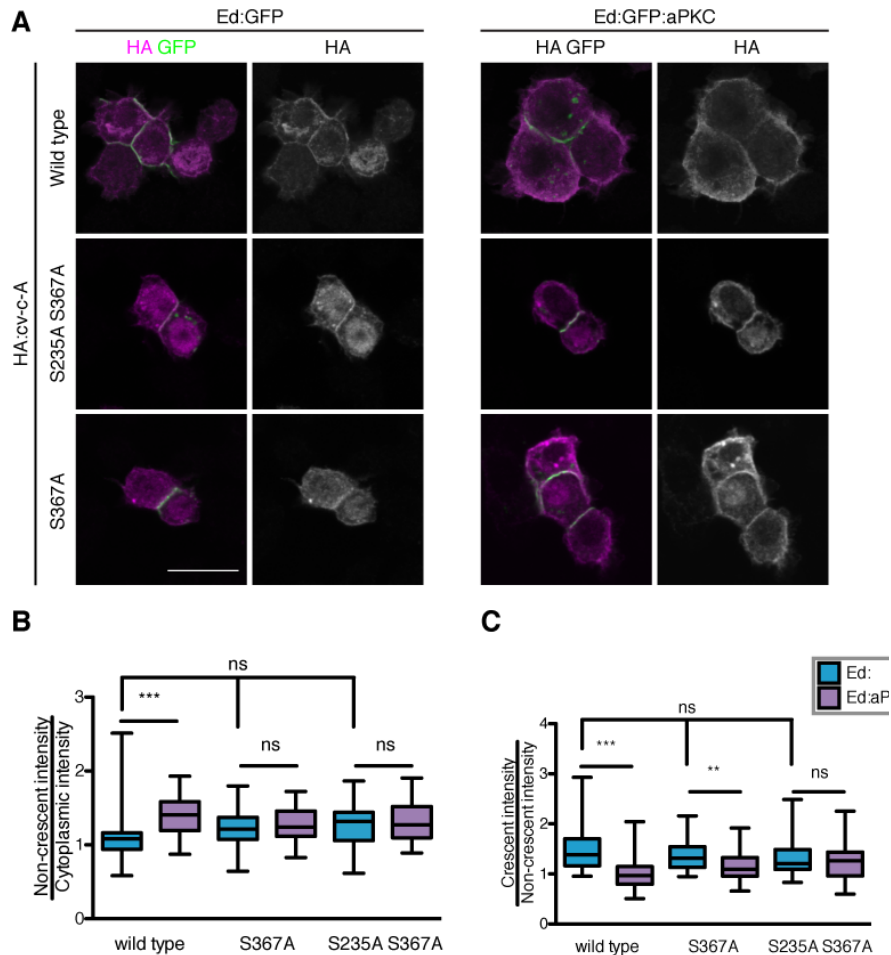 A
Ed:GFP
Ed:GFP:aPKC
HA GFP
HA
HA GFP
HA
HA:cv-c-A
Wild type
S235A S367A
S367A
B
C
Ed:
Ed:aP
Non-crescent intensity
Cytoplasmic intensity
3
2
1
0
ns
***
ns
ns
wild type
S367A
S235A S367A
Crescent intensity
Non-crescent intensity
4
3
2
1
0
ns
***
**
ns
wild type
S367A
S235A S367A